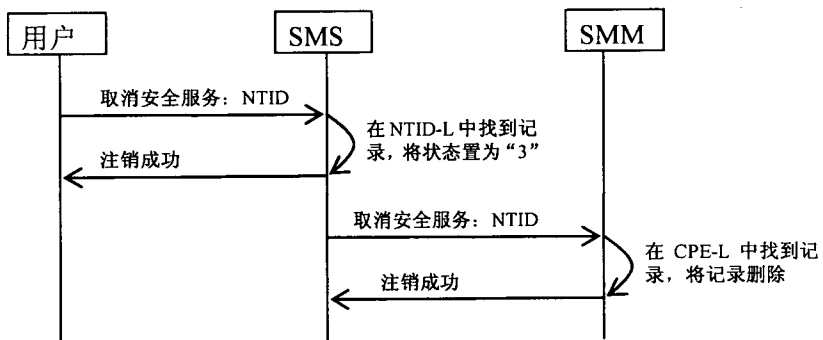 用户
SMS
SMM
取消安全服务：NTID
在 NTID-L 中找到记
录，将状态置为“3”
注销成功
取消安全服务：NTID
在 CPE-L 中找到记
录，将记录删除
注销成功